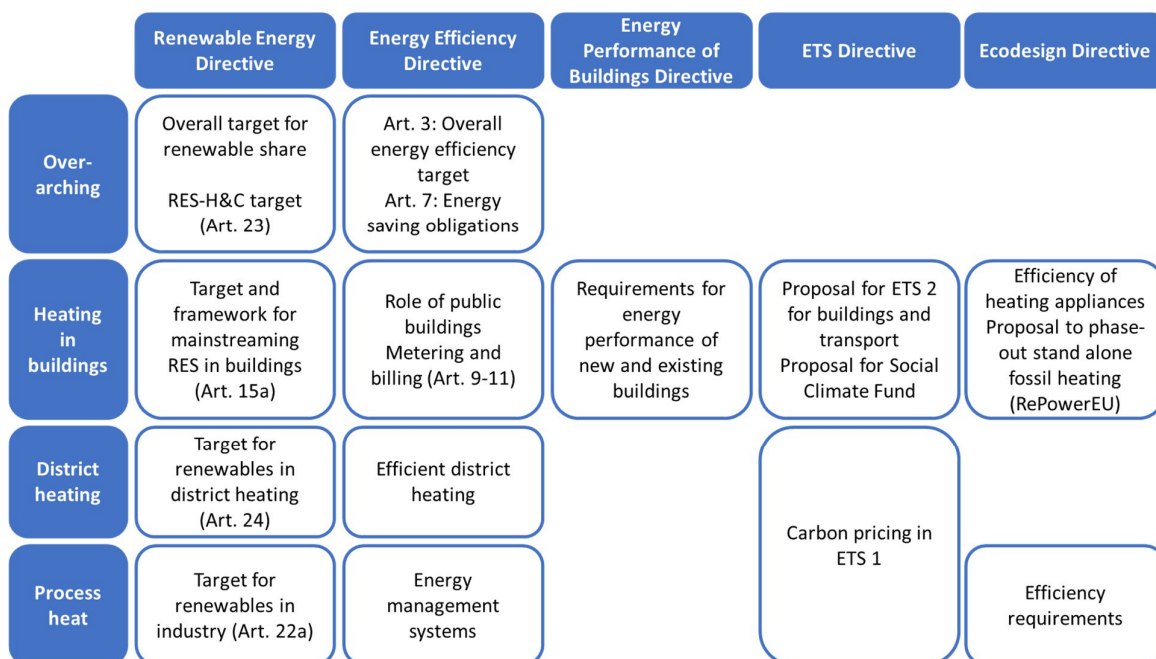 Renewable Energy
Directive
Energy Efficiency
Directive
Energy
Performance of
Buildings Directive
ETS Directive
Ecodesign Directive
Over-
arching
Overall target for
renewable share
RES-H&C target
(Art. 23)
Art. 3: Overall
energy efficiency
target
Art. 7: Energy
saving obligations
Heating
in
buildings
Target and
framework for
mainstreaming
RES in buildings
(Art. 15a)
Role of public
buildings
Metering and
billing (Art. 9-11)
Requirements for
energy
performance of
new and existing
buildings
Proposal for ETS 2
for buildings and
transport
Proposal for Social
Climate Fund
Efficiency of
heating appliances
Proposal to phase-
out stand alone
fossil heating
(RePowerEU)
District
heating
Target for
renewables in
district heating
(Art. 24)
Efficient district
heating
Carbon pricing in
ETS 1
Process
heat
Target for
renewables in
industry (Art. 22a)
Energy
management
systems
Efficiency
requirements